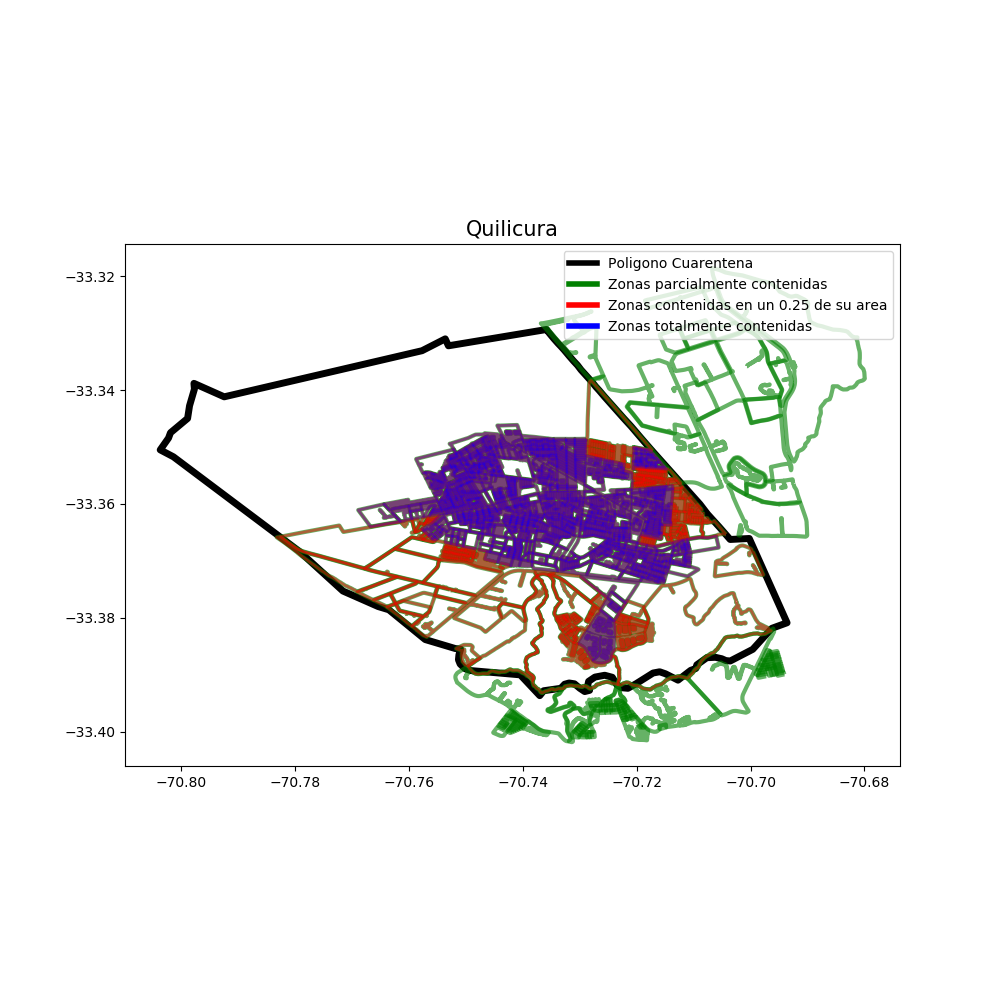 Quilicura
Poligono Cuarentena
Zonas parcialmente contenidas
Zonas contenidas en un 0.25 de su area
Zonas totalmente contenidas
−33.32
−33.34
−33.36
−33.38
−33.40
−70.80
−70.78
−70.76
−70.74
−70.72
−70.70
−70.68